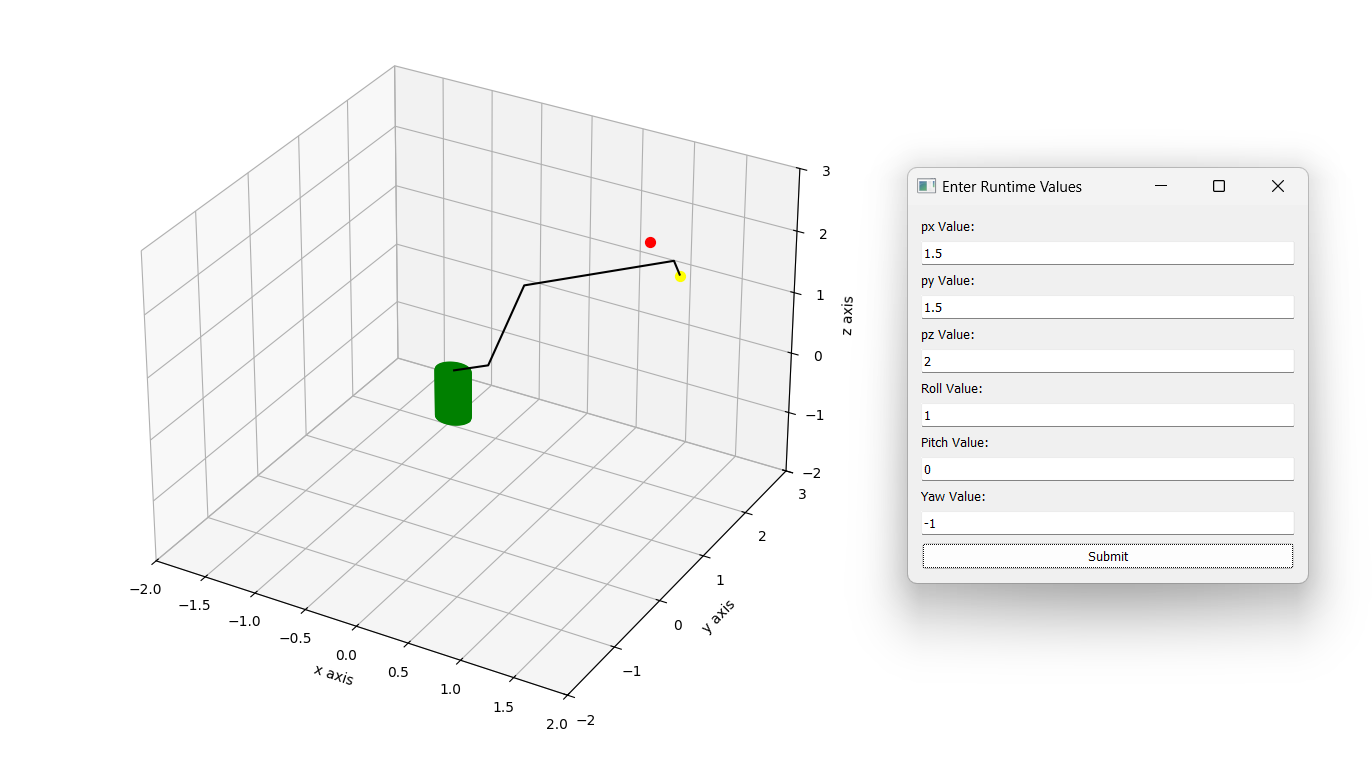 3
2
1
0
−1
−2
z axis
3
2
1
0
−1
−2
y axis
−2.0
−1.5
−1.0
−0.5
0.0
0.5
1.0
1.5
2.0
x axis
Enter Runtime Values
px Value:
1.5
py Value:
1.5
pz Value:
2
Roll Value:
1
Pitch Value:
0
Yaw Value:
-1
Submit